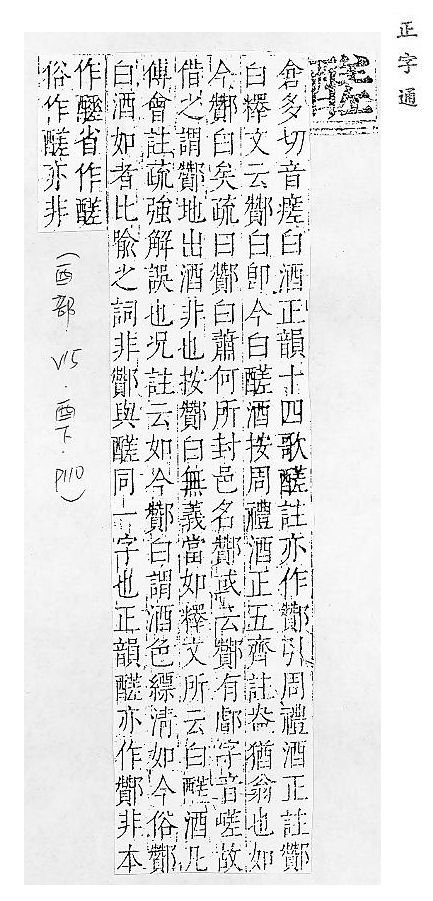 正字通
醝
倉多切音瘥白酒正韻十四歌醝註亦作酇引周禮酒正註酇
白釋文云酇白卽今白醝酒按周禮酒正五齊註盎猶翁也如
今酇白矣疏曰酇白蕭何所封邑名酇或云酇有虘字音嵯故
借之謂酇地出酒非也按酇白無義當如釋文所云白醝酒凡
傅會註疏強解誤也況註云如今酇白謂酒色縹清如今俗酇
白酒如者比喩之詞非酇與醝同一字也正韻醝亦作酇非本
作省作醝
俗作醝亦非
(酉部 V15.酉下.P110)